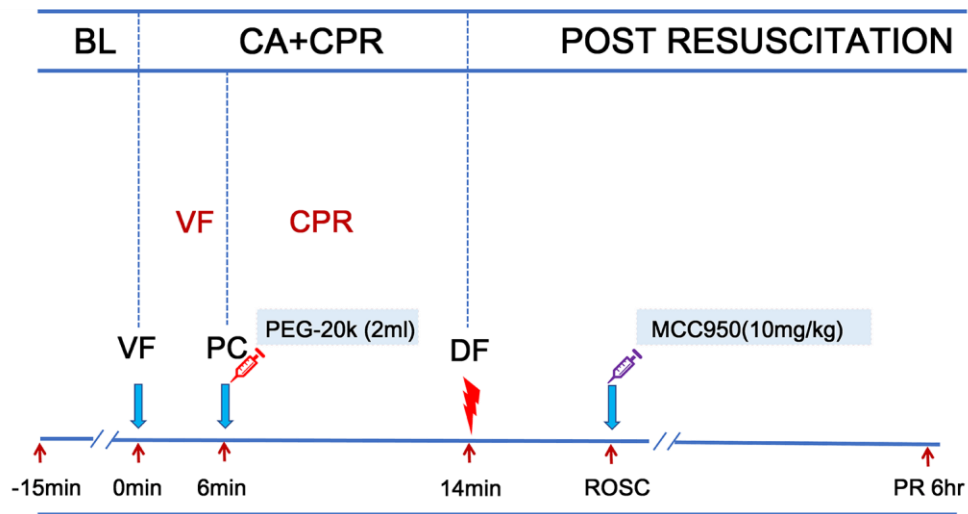 BL CA+CPR POST RESUSCITATION
VF CPR
PEG-20k (2ml) MCC950(10mg/kg)
VF PC DF
-15min 0min 6min 14min ROSC PR 6hr